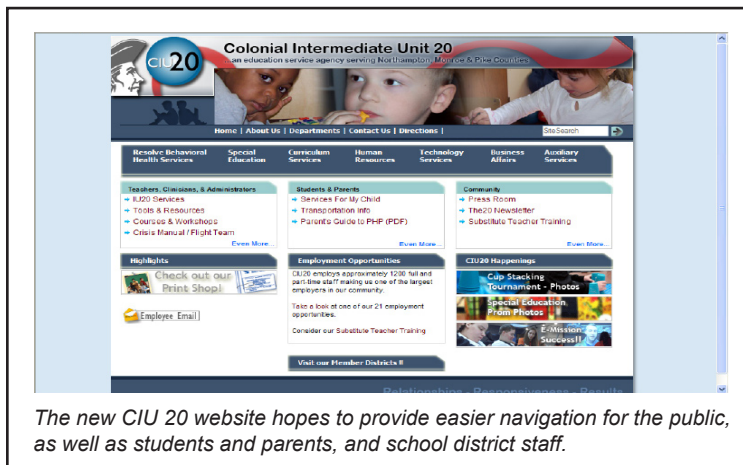 CIU20
Colonial Intermediate Unit 20
...an education service agency serving Northampton, Monroe & Pike Counties
Home | About Us | Departments | Contact Us | Directions |
SiteSearch
Resolve Behavioral Health Services
Special Education
Curriculum Services
Human Resources
Technology Services
Business Affairs
Auxiliary Services
Teachers, Clinicians, & Administrators
IU20 Services
Tools & Resources
Courses & Workshops
Crisis Manual / Flight Team
Even More...
Students & Parents
Services For My Child
Transportation Info
Parent's Guide to PHP (PDF)
Even More...
Community
Press Room
The20 Newsletter
Substitute Teacher Training
Even More...
Highlights
Check out our
Print Shop!
Employee Email
Employment Opportunities
CIU20 employs approximately 1200 full and
part-time staff making us one of the largest
employers in our community.
Take a look at one of our 21 employment
opportunities.
Consider our Substitute Teacher Training
Visit our Member Districts !!
CIU20 Happenings
Cup Stacking
Tournament - Photos
Special Education
Prom Photos
E-Mission
Success!!
Relationships - Responsiveness - Results
The new CIU 20 website hopes to provide easier navigation for the public,
as well as students and parents, and school district staff.